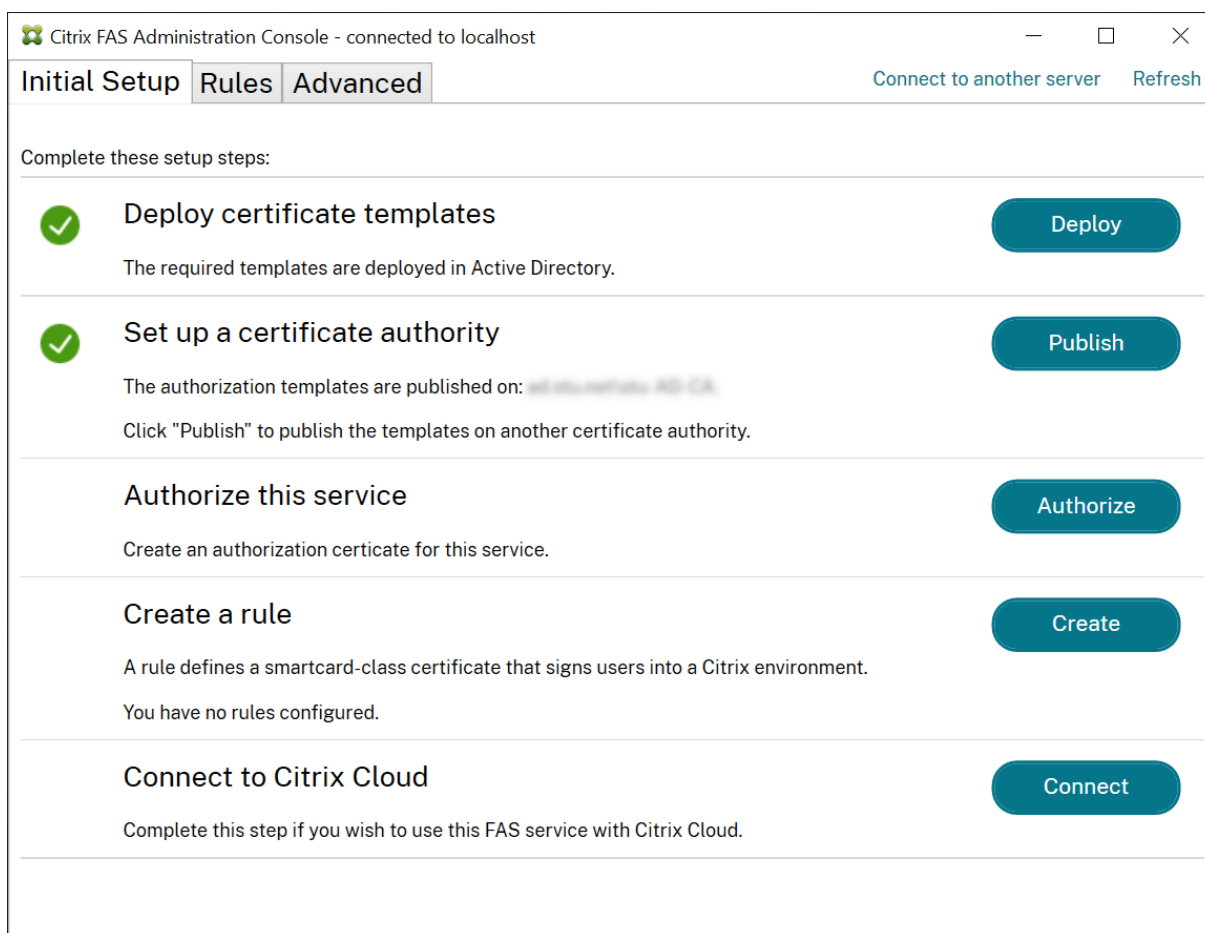 Citrix FAS Administration Console - connected to localhost
Initial Setup Rules Advanced Connect to another server Refresh
Complete these setup steps:
Deploy certificate templates
Deploy
The required templates are deployed in Active Directory.
Set up a certificate authority
Publish
The authorization templates are published on:
Click "Publish" to publish the templates on another certificate authority.
Authorize this service
Authorize
Create an authorization certicate for this service.
Create a rule
Create
A rule defines a smartcard-class certificate that signs users into a Citrix environment.
You have no rules configured.
Connect to Citrix Cloud
Connect
Complete this step if you wish to use this FAS service with Citrix Cloud.